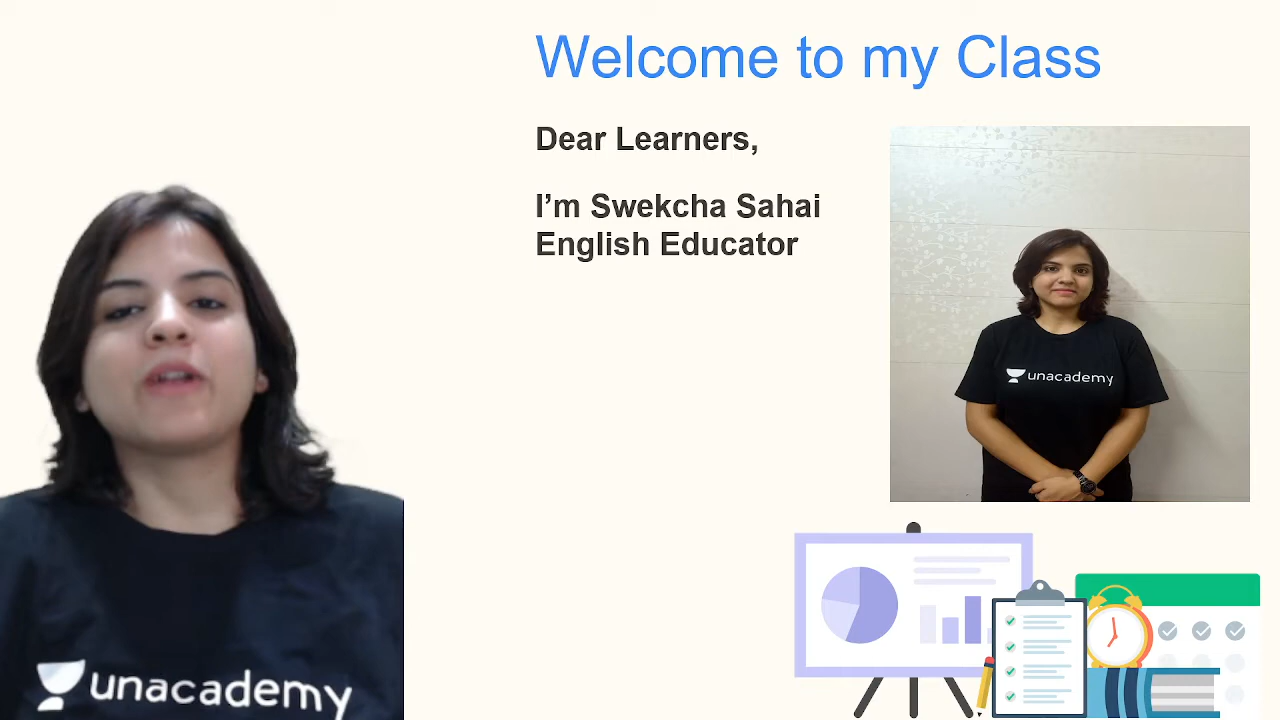 Welcome to my Class
Dear Learners,
I’m Swekcha Sahai
English Educator
unacademy
unacademy